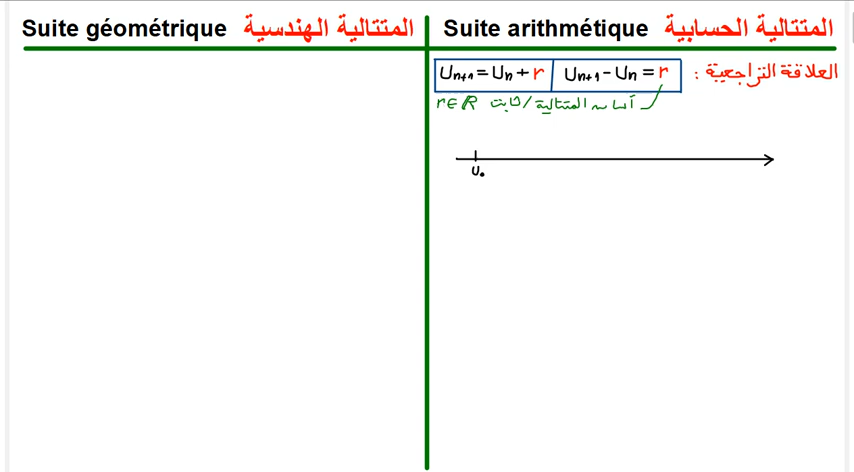 Suite géométrique المتتالية الهندسية
Suite arithmétique المتتالية الحسابية
العلاقة التراجعية :
Uₙ₊₁ = Uₙ + r
Uₙ₊₁ - Uₙ = r
أساس المتتالية / ثابت r∈ℝ
U₀